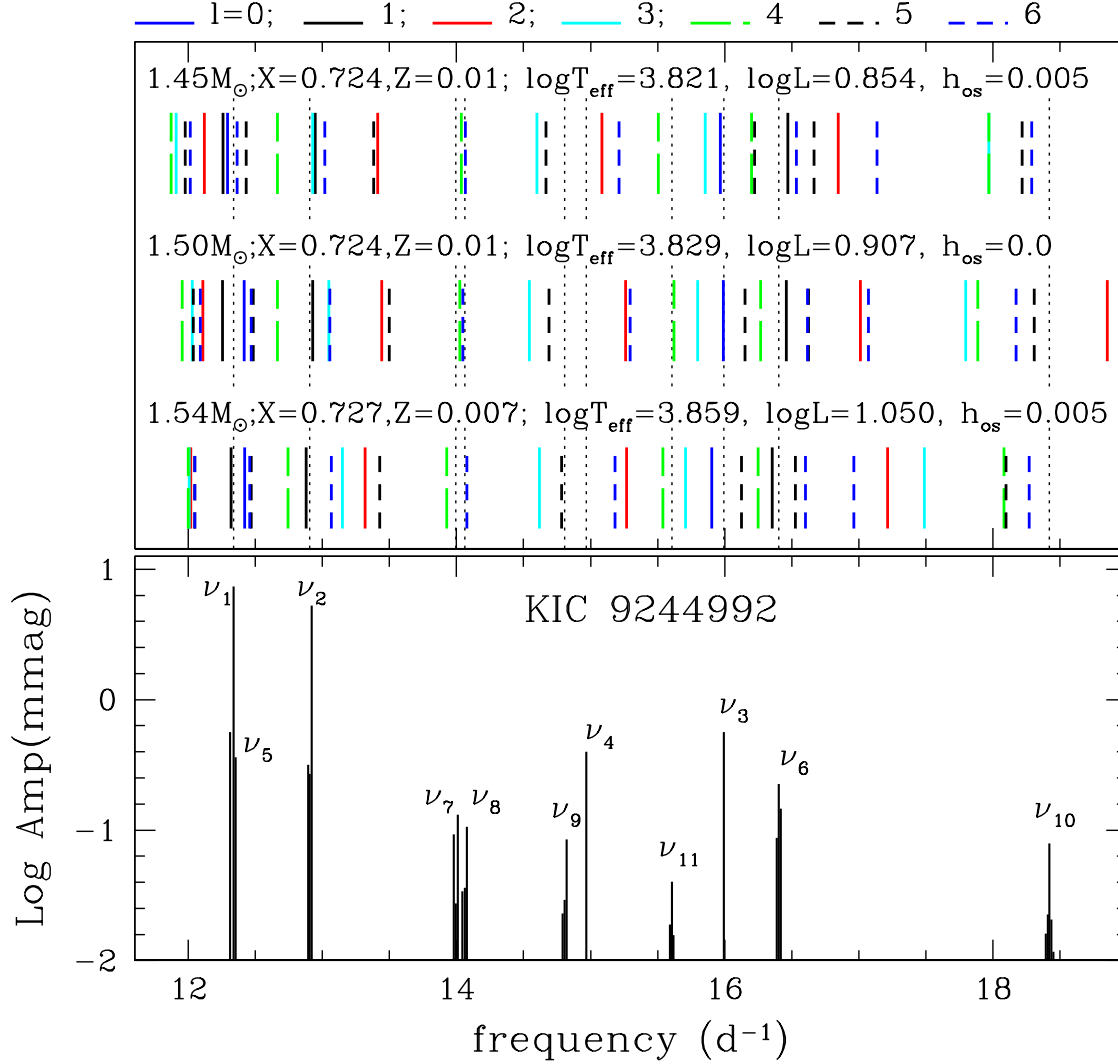 l=0; 1; 2; 3; 4 5 6
1.45M☉;X=0.724,Z=0.01; logTeff=3.821, logL=0.854, hos=0.005
1.50M☉;X=0.724,Z=0.01; logTeff=3.829, logL=0.907, hos=0.0
1.54M☉;X=0.727,Z=0.007; logTeff=3.859, logL=1.050, hos=0.005
KIC 9244992
ν1 ν2
ν5
ν3
ν4
ν6
ν7 ν8
ν9
ν10
ν11
1
0
−1
−2
Log Amp(mmag)
12 14 16 18
frequency (d⁻¹)